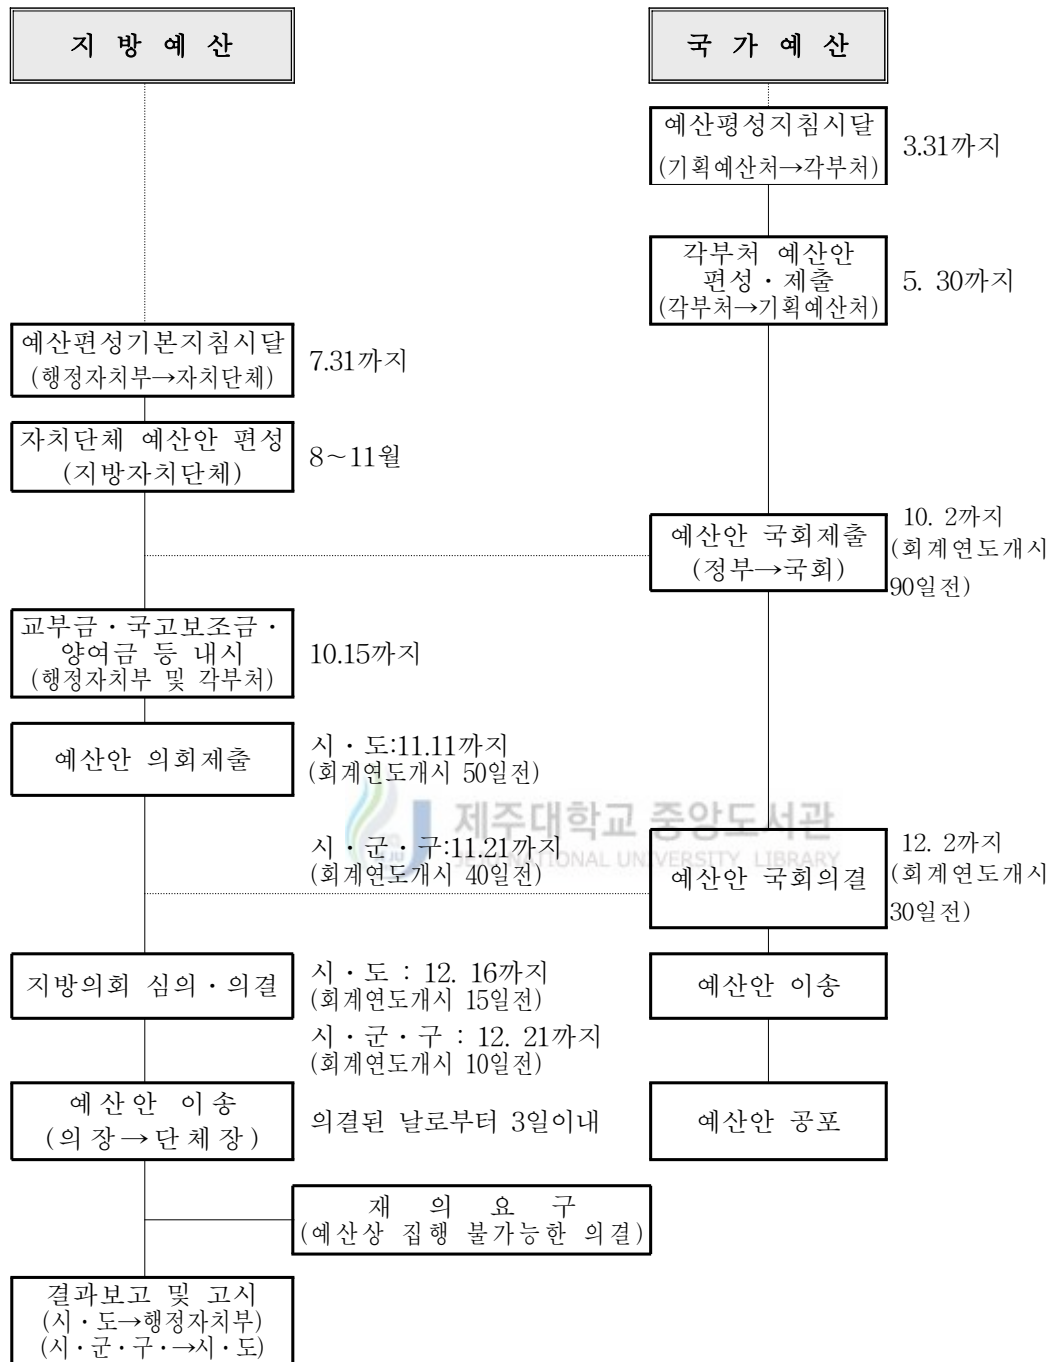 지 방 예 산
국 가 예 산
예산평성지침시달
(기획예산처→각부처)
3.31까지
각부처 예산안
편성·제출
(각부처→기획예산처)
5. 30까지
예산편성기본지침시달
(행정자치부→자치단체)
7.31까지
자치단체 예산안 편성
(지방자치단체)
8～11월
예산안 국회제출
(정부→국회)
10. 2까지
(회계연도개시
90일전)
교부금·국고보조금·
양여금 등 내시
(행정자치부 및 각부처)
10.15까지
예산안 의회제출
시·도:11.11까지
(회계연도개시 50일전)
제주대학교 중앙도서관
JEJU NATIONAL UNIVERSITY LIBRARY
시·군·구:11.21까지
(회계연도개시 40일전)
예산안 국회의결
12. 2까지
(회계연도개시
30일전)
지방의회 심의·의결
시·도 : 12. 16까지
(회계연도개시 15일전)
시·군·구 : 12. 21까지
(회계연도개시 10일전)
예산안 이송
예산안 이송
(의장→단체장)
의결된 날로부터 3일이내
예산안 공포
재 의 요 구
(예산상 집행 불가능한 의결)
결과보고 및 고시
(시·도→행정자치부)
(시·군·구·→시·도)